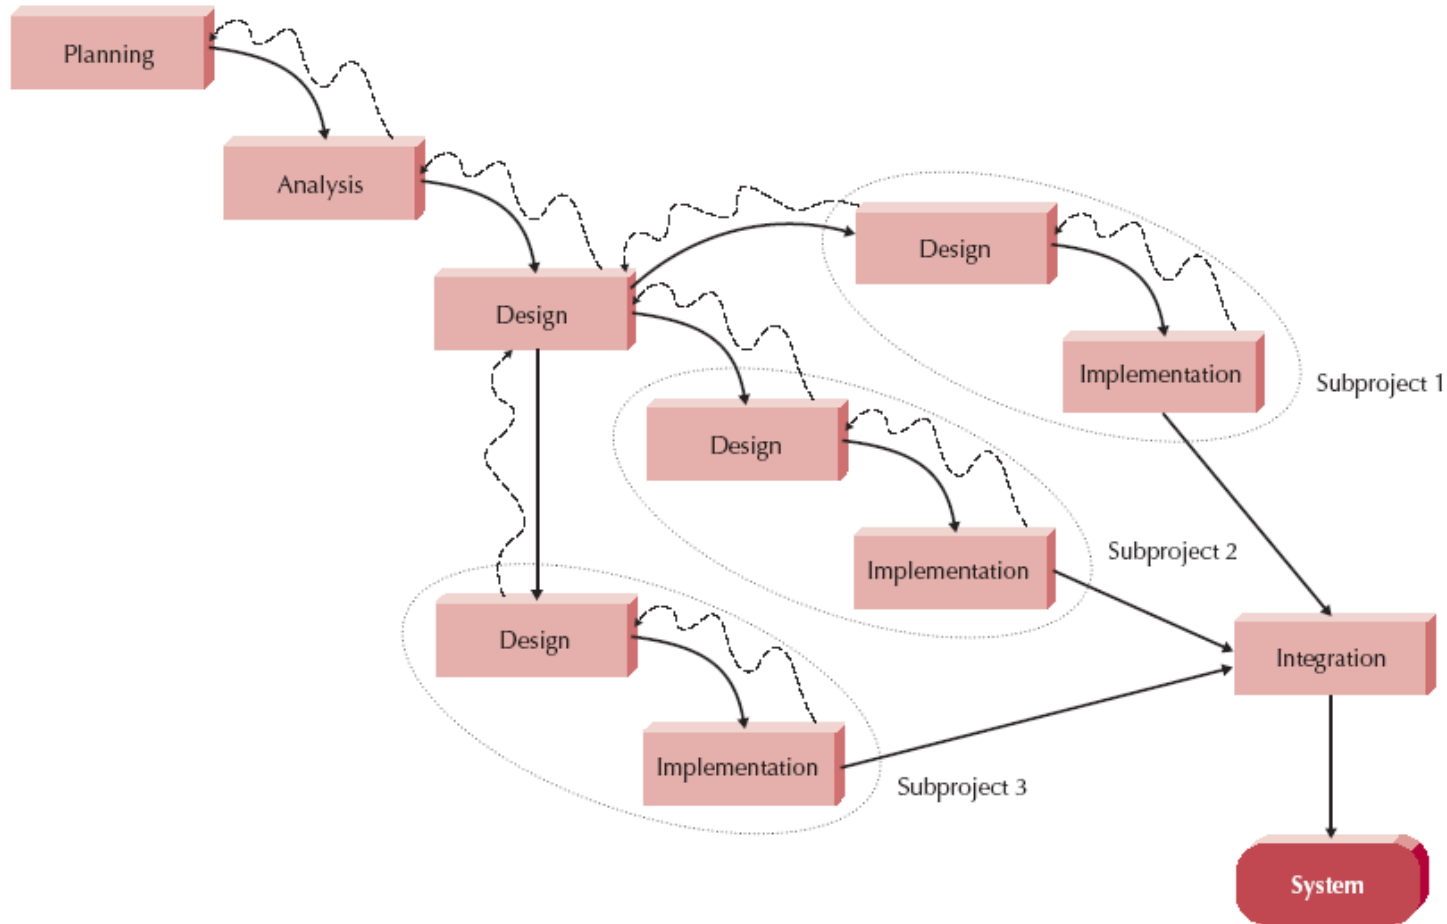 Planning
Analysis
Design
Design
Implementation
Subproject 1
Design
Implementation
Subproject 2
Design
Implementation
Subproject 3
Integration
System